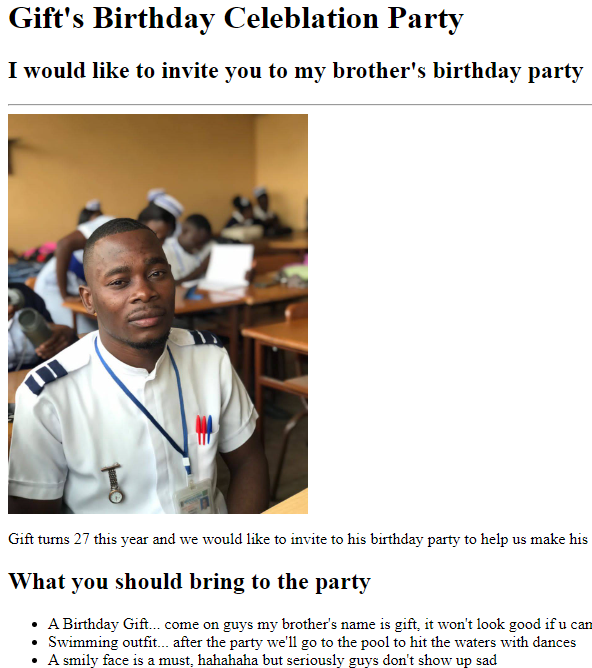 Gift's Birthday Celeblation Party
I would like to invite you to my brother's birthday party
Gift turns 27 this year and we would like to invite to his birthday party to help us make his
What you should bring to the party
A Birthday Gift... come on guys my brother's name is gift, it won't look good if u can
Swimming outfit... after the party we'll go to the pool to hit the waters with dances
A smily face is a must, hahahaha but seriously guys don't show up sad